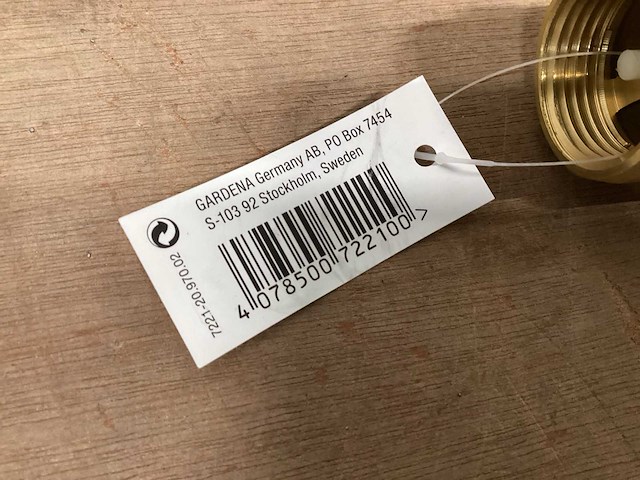 GARDENA Germany AB, PO Box 7454
S-103 92 Stockholm, Sweden
4 078500 722100 >
7221-20.970.02